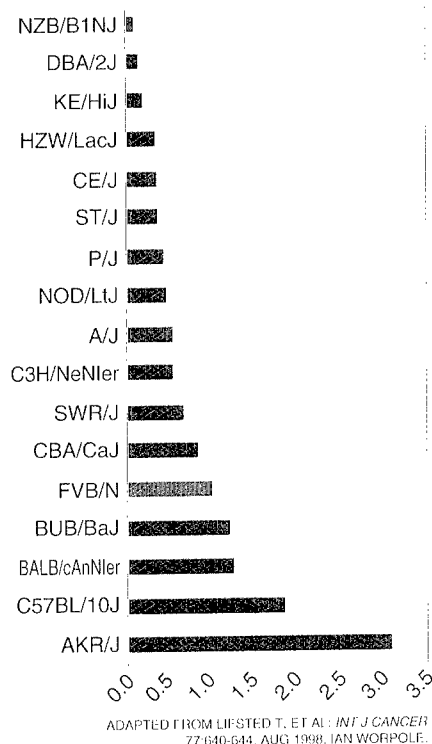 NZB/B1NJ
DBA/2J
KE/HiJ
HZW/LacJ
CE/J
ST/J
P/J
NOD/LtJ
A/J
C3H/NeNIer
SWR/J
CBA/CaJ
FVB/N
BUB/BaJ
BALB/cAnNIer
C57BL/10J
AKR/J
0.0 0.5 1.0 1.5 2.0 2.5 3.0 3.5
ADAPTED FROM LIFSTED T. ET AL: INT J CANCER
77:640-644, AUG 1998. IAN WORPOLE.